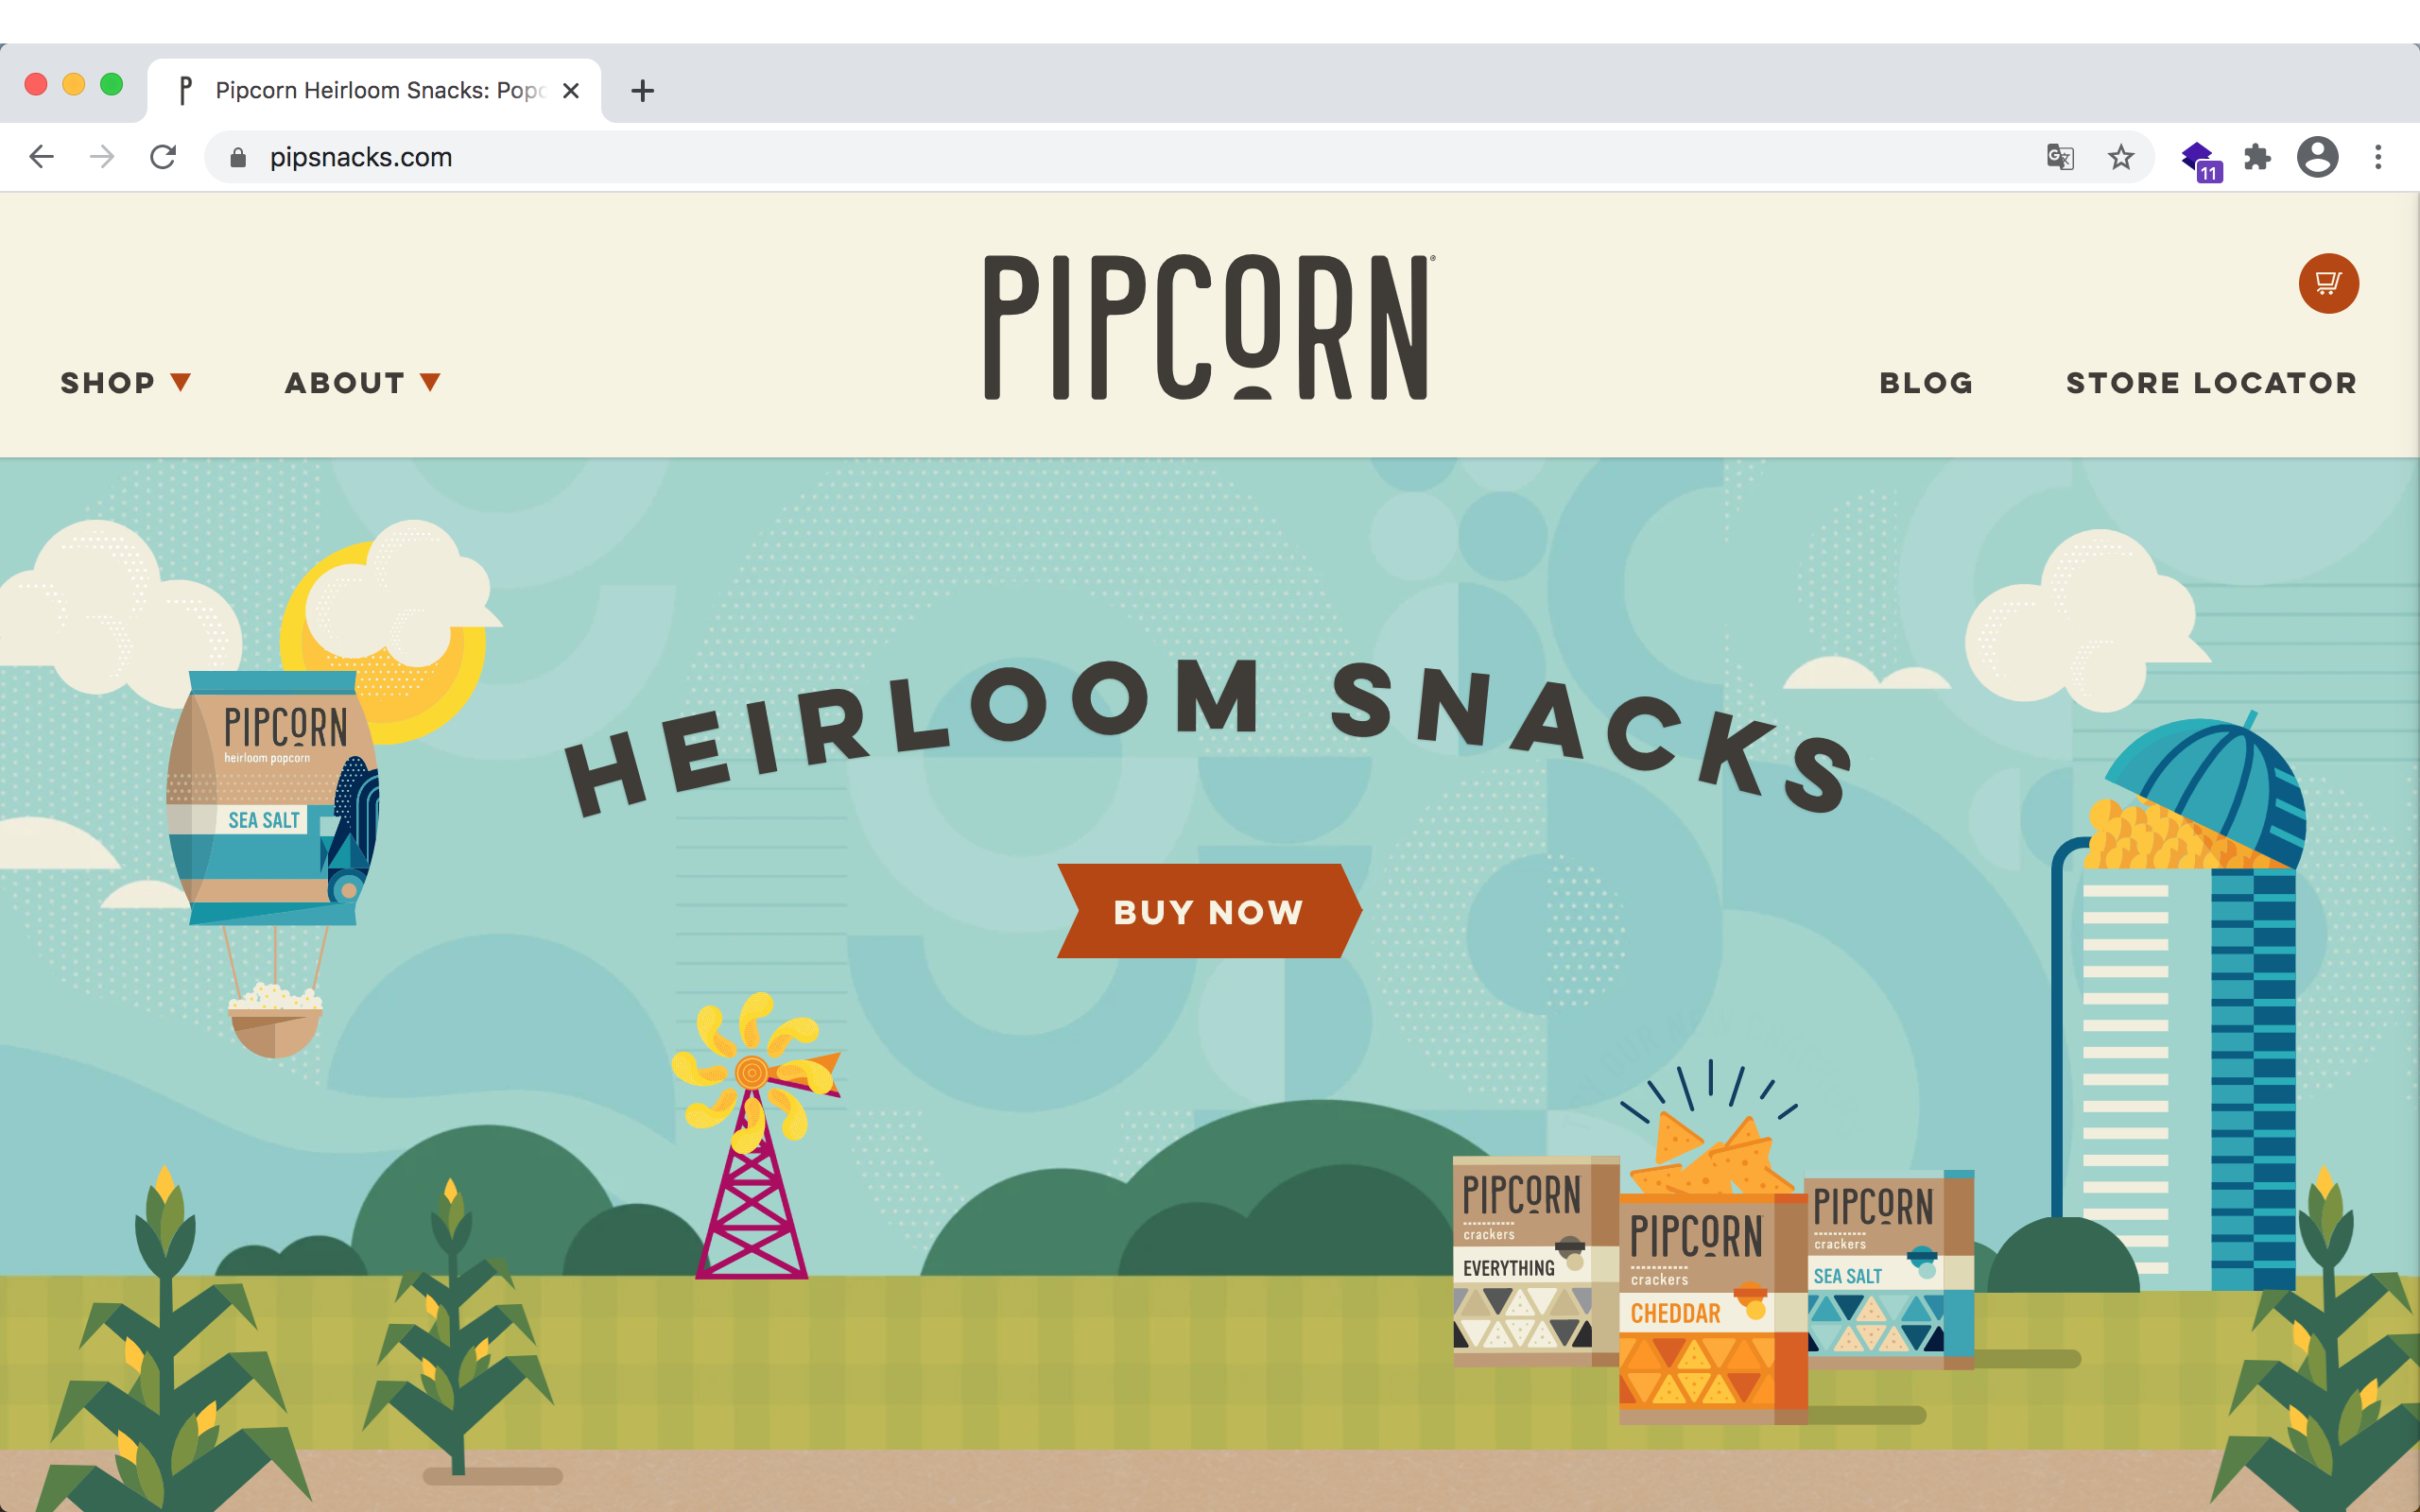 Pipcorn Heirloom Snacks: Pop
pipsnacks.com
11
PIPCORN
SHOP
ABOUT
BLOG
STORE LOCATOR
HEIRLOOM SNACKS
BUY NOW
PIPCORN
heirloom popcorn
SEA SALT
PIPCORN
crackers
EVERYTHING
PIPCORN
crackers
CHEDDAR
PIPCORN
crackers
SEA SALT